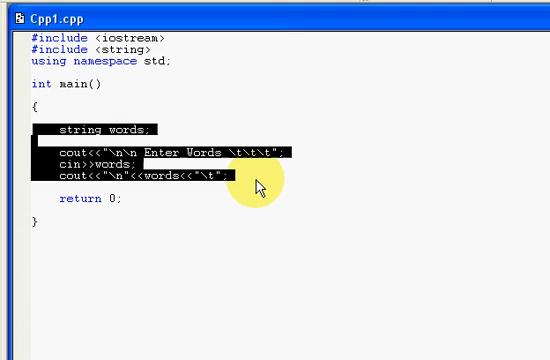 Cpp1.cpp
#include <iostream>
#include <string>
using namespace std;
int main()
{
string words;
cout<<"\n\n Enter Words \t\t\t";
cin>>words;
cout<<"\n"<<words<<"\t";
return 0;
}